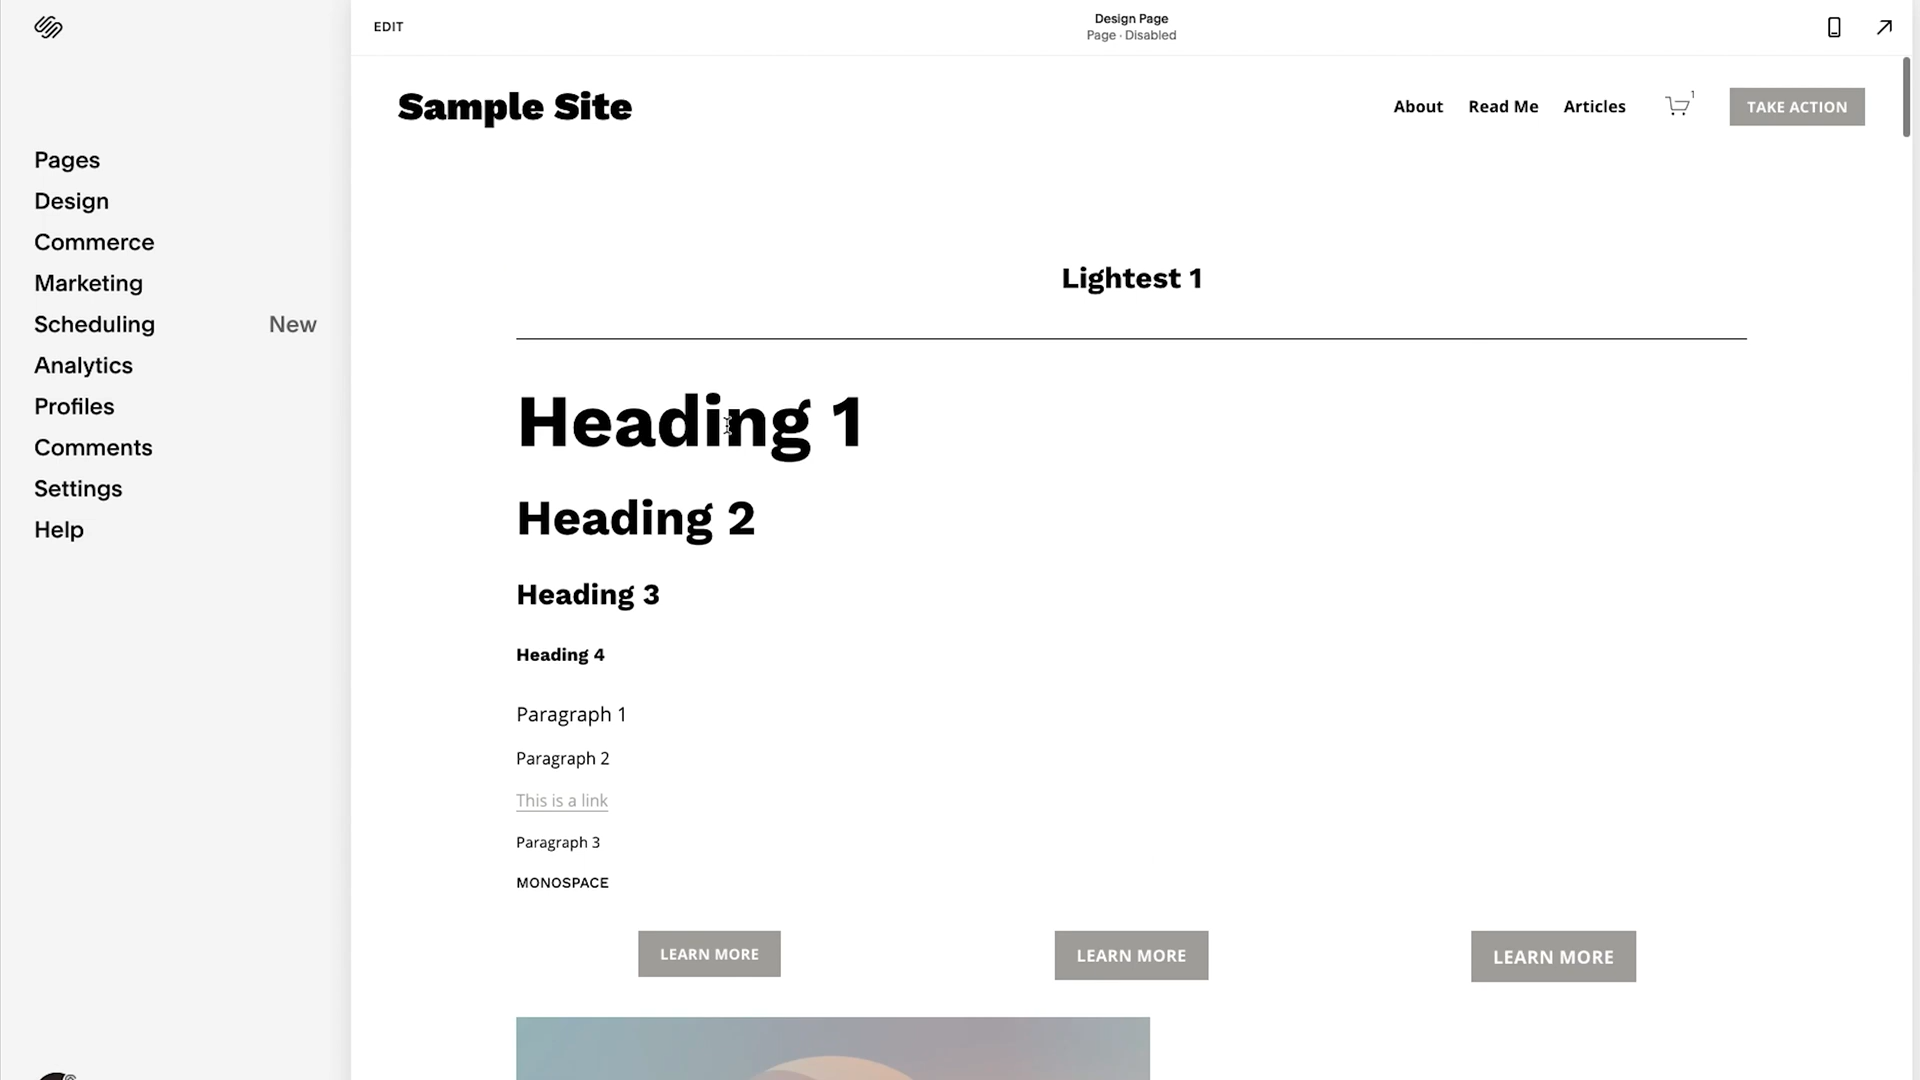 EDIT
Design Page
Page · Disabled
Sample Site
About Read Me Articles 1 TAKE ACTION
Pages
Design
Commerce
Marketing
Scheduling New
Analytics
Profiles
Comments
Settings
Help
Lightest 1
Heading 1
Heading 2
Heading 3
Heading 4
Paragraph 1
Paragraph 2
This is a link
Paragraph 3
MONOSPACE
LEARN MORE LEARN MORE LEARN MORE